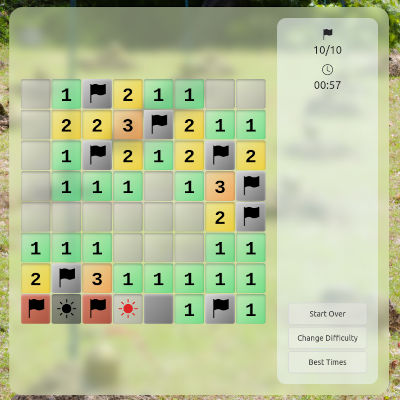 10/10
00:57
1 2 1 1
2 2 3 2 1 1
1 2 1 2 2
1 1 1 1 3
2
1 1 1 1 1
2 3 1 1 1 1 1
1 1
Start Over
Change Difficulty
Best Times